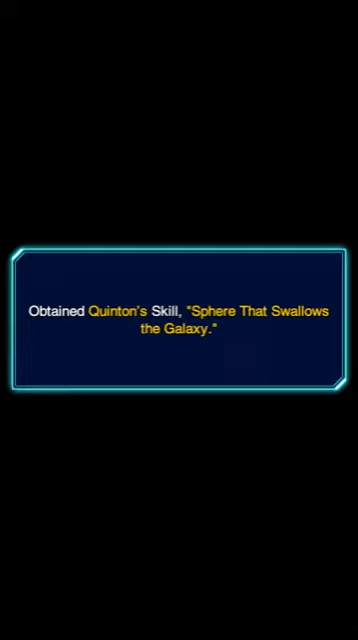 Obtained Quinton's Skill, "Sphere That Swallows
the Galaxy."